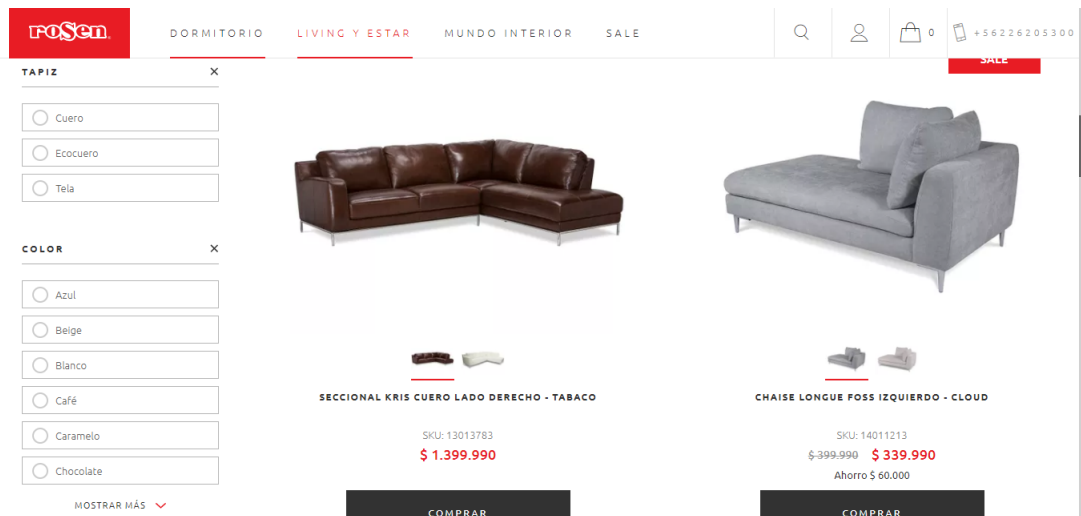 roSen.
DORMITORIO
LIVING Y ESTAR
MUNDO INTERIOR
SALE
0
+56226205300
TAPIZ
Cuero
Ecocuero
Tela
COLOR
Azul
Beige
Blanco
Café
Caramelo
Chocolate
MOSTRAR MÁS
SECCIONAL KRIS CUERO LADO DERECHO - TABACO
SKU: 13013783
$ 1.399.990
COMPRAR
SALE
CHAISE LONGUE FOSS IZQUIERDO - CLOUD
SKU: 14011213
$ 399.990 $ 339.990
Ahorro $ 60.000
COMPRAR